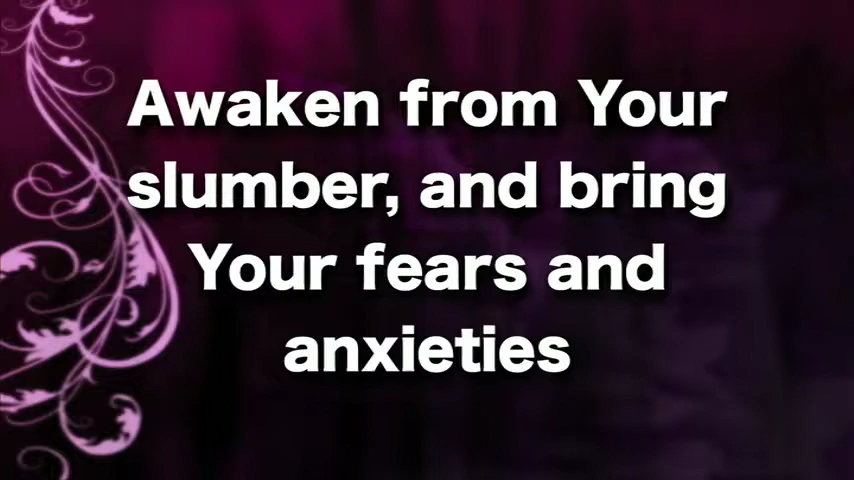 Awaken from Your
slumber, and bring
Your fears and
anxieties